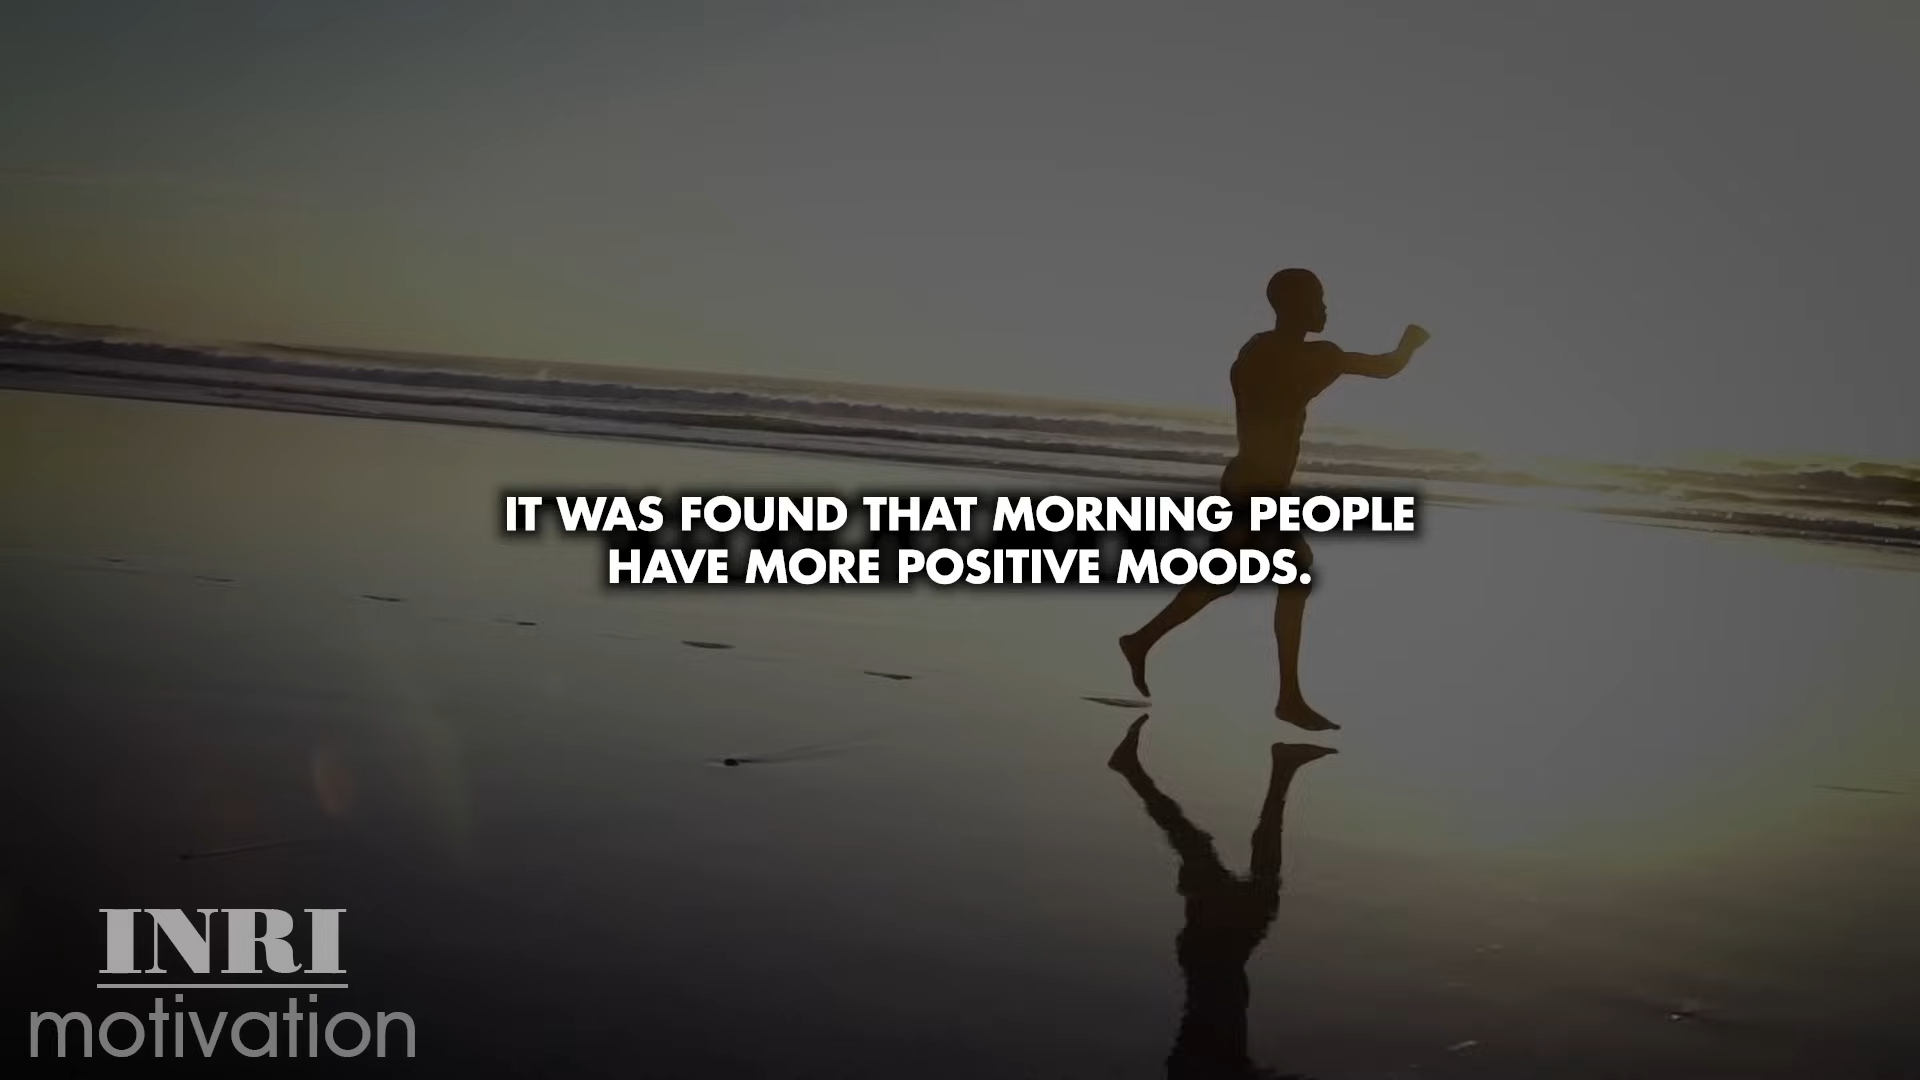 IT WAS FOUND THAT MORNING PEOPLE
HAVE MORE POSITIVE MOODS.
INRI
motivation